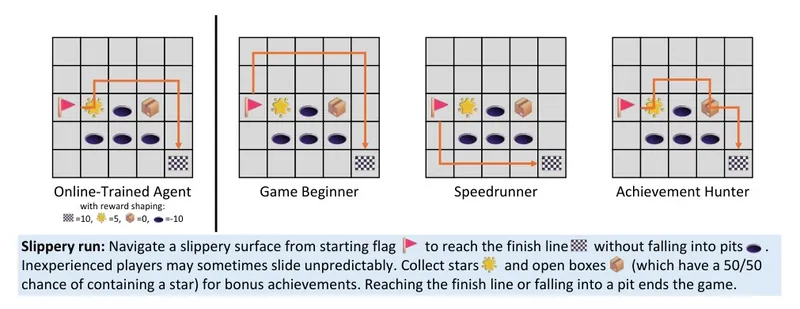 Online-Trained Agent
with reward shaping:
=10, =5, =0, =-10
Game Beginner
Speedrunner
Achievement Hunter
Slippery run: Navigate a slippery surface from starting flag to reach the finish line without falling into pits .
Inexperienced players may sometimes slide unpredictably. Collect stars and open boxes (which have a 50/50
chance of containing a star) for bonus achievements. Reaching the finish line or falling into a pit ends the game.